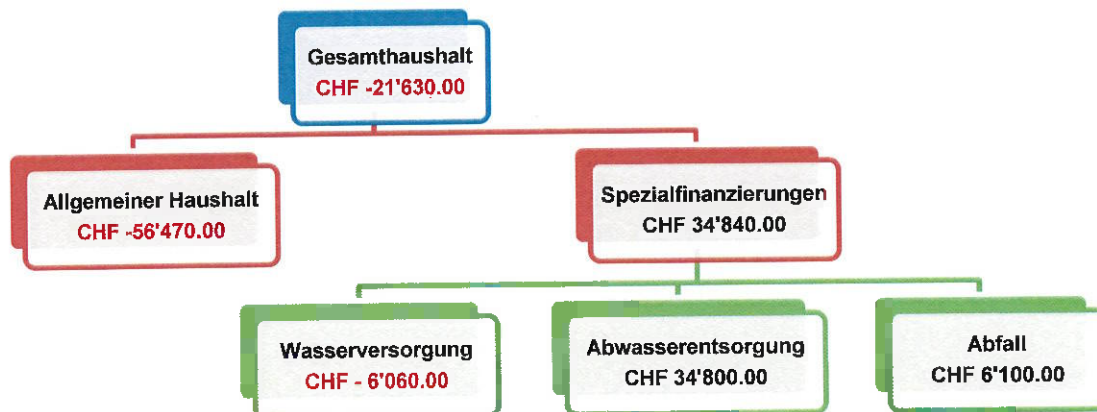 Gesamthaushalt
CHF -21'630.00
Allgemeiner Haushalt
CHF -56'470.00
Spezialfinanzierungen
CHF 34'840.00
Wasserversorgung
CHF - 6'060.00
Abwasserentsorgung
CHF 34'800.00
Abfall
CHF 6'100.00